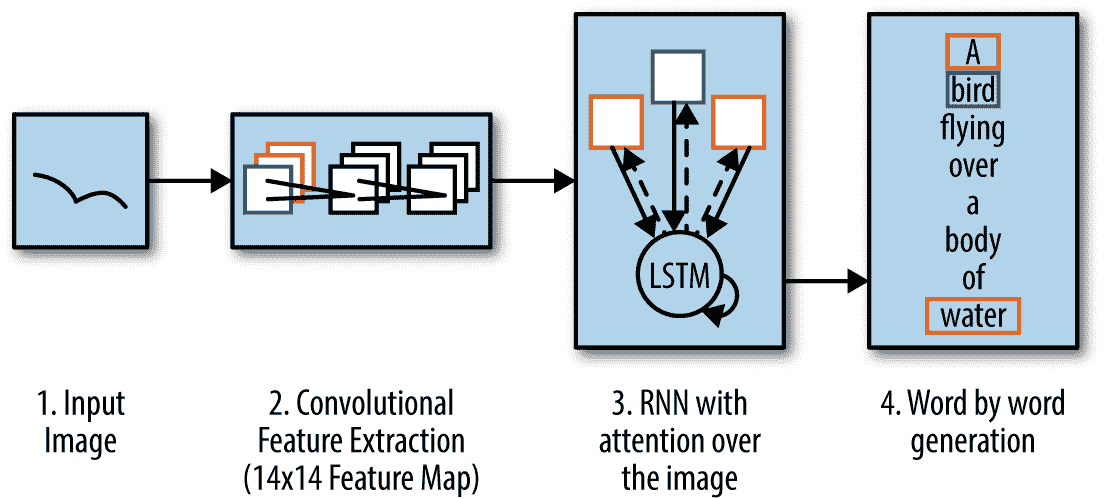 A
bird
flying
over
a
body
of
water
LSTM
1. Input
Image
2. Convolutional
Feature Extraction
(14x14 Feature Map)
3. RNN with
attention over
the image
4. Word by word
generation